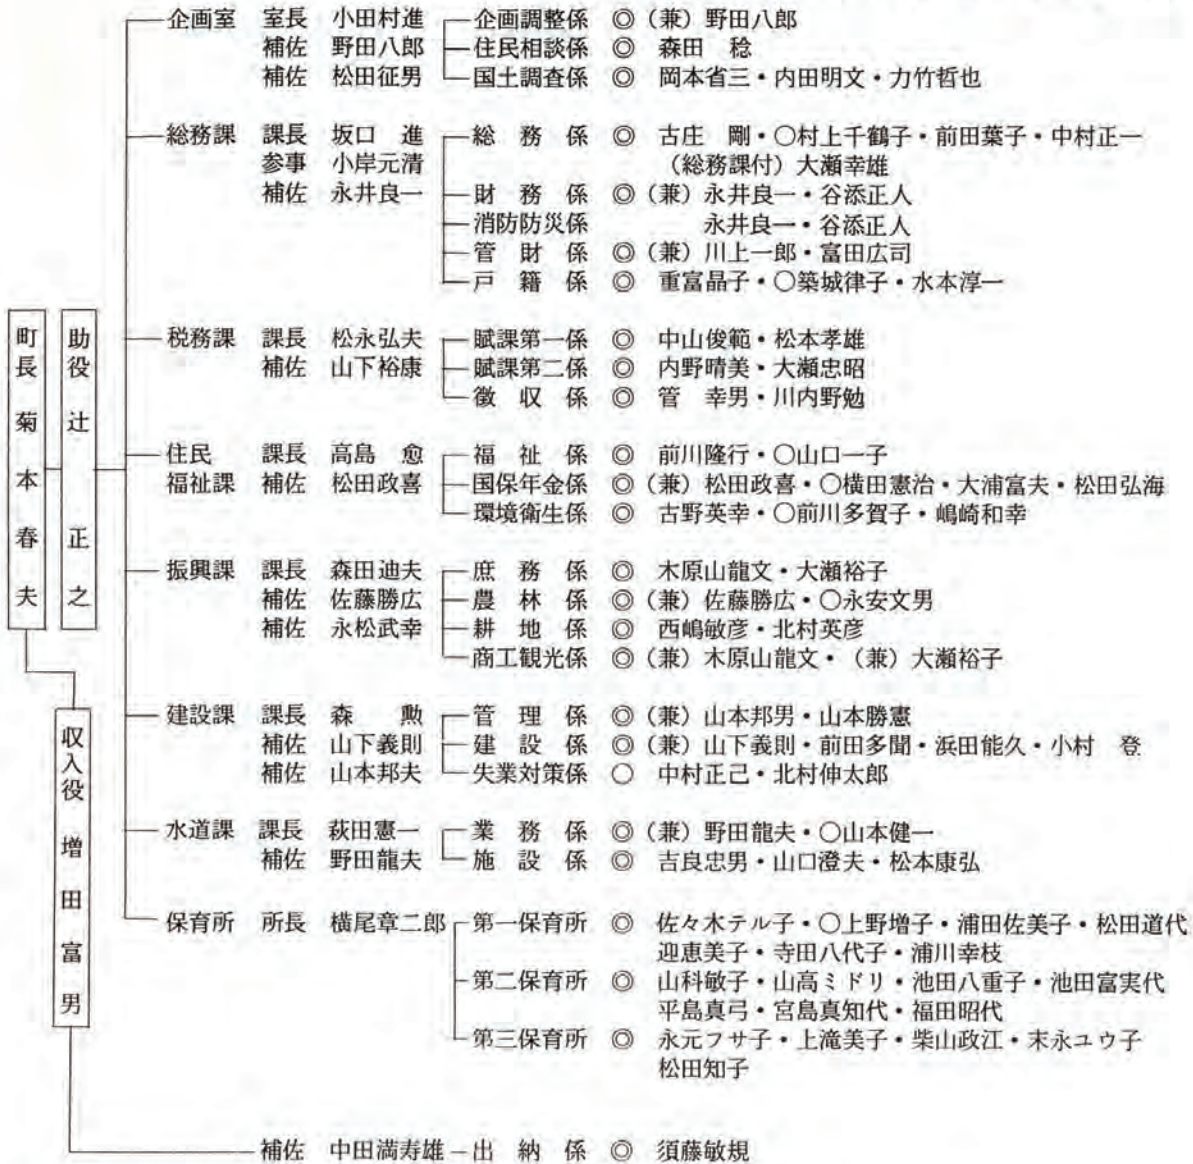 町長 菊本春夫
助役 辻 正之
収入役 増田富男
企画室 室長 小田村進 企画調整係 ◎(兼)野田八郎
補佐 野田八郎 住民相談係 ◎ 森田 稔
補佐 松田征男 国土調査係 ◎ 岡本省三・内田明文・力竹哲也
総務課 課長 坂口 進 総務係 ◎ 古庄 剛・○村上千鶴子・前田葉子・中村正一
参事 小岸元清 (総務課付)大瀬幸雄
補佐 永井良一 財務係 ◎(兼)永井良一・谷添正人
消防防災係 永井良一・谷添正人
管財係 ◎(兼)川上一郎・富田広司
戸籍係 ◎ 重富晶子・○築城律子・水本淳一
税務課 課長 松永弘夫 賦課第一係 ◎ 中山俊範・松本孝雄
補佐 山下裕康 賦課第二係 ◎ 内野晴美・大瀬忠昭
徴収係 ◎ 管 幸男・川内野勉
住民 課長 高島 愈 福祉係 ◎ 前川隆行・○山口一子
福祉課 補佐 松田政喜 国保年金係 ◎(兼)松田政喜・○横田憲治・大浦富夫・松田弘海
環境衛生係 ◎ 古野英幸・○前川多賀子・嶋崎和幸
振興課 課長 森田迪夫 庶務係 ◎ 木原山龍文・大瀬裕子
補佐 佐藤勝広 農林係 ◎(兼)佐藤勝広・○永安文男
補佐 永松武幸 耕地係 ◎ 西嶋敏彦・北村英彦
商工観光係 ◎(兼)木原山龍文・(兼)大瀬裕子
建設課 課長 森 勲 管理係 ◎(兼)山本邦男・山本勝憲
補佐 山下義則 建設係 ◎(兼)山下義則・前田多聞・浜田能久・小村 登
補佐 山本邦夫 失業対策係 ○ 中村正己・北村伸太郎
水道課 課長 萩田憲一 業務係 ◎(兼)野田龍夫・○山本健一
補佐 野田龍夫 施設係 ◎ 吉良忠男・山口澄夫・松本康弘
保育所 所長 横尾章二郎 第一保育所 ◎ 佐々木テル子・○上野増子・浦田佐美子・松田道代
迎恵美子・寺田八代子・浦川幸枝
第二保育所 ◎ 山科敏子・山高ミドリ・池田八重子・池田富実代
平島真弓・宮島真知代・福田昭代
第三保育所 ◎ 永元フサ子・上滝美子・柴山政江・末永ユウ子
松田知子
補佐 中田満寿雄 出納係 ◎ 須藤敏規